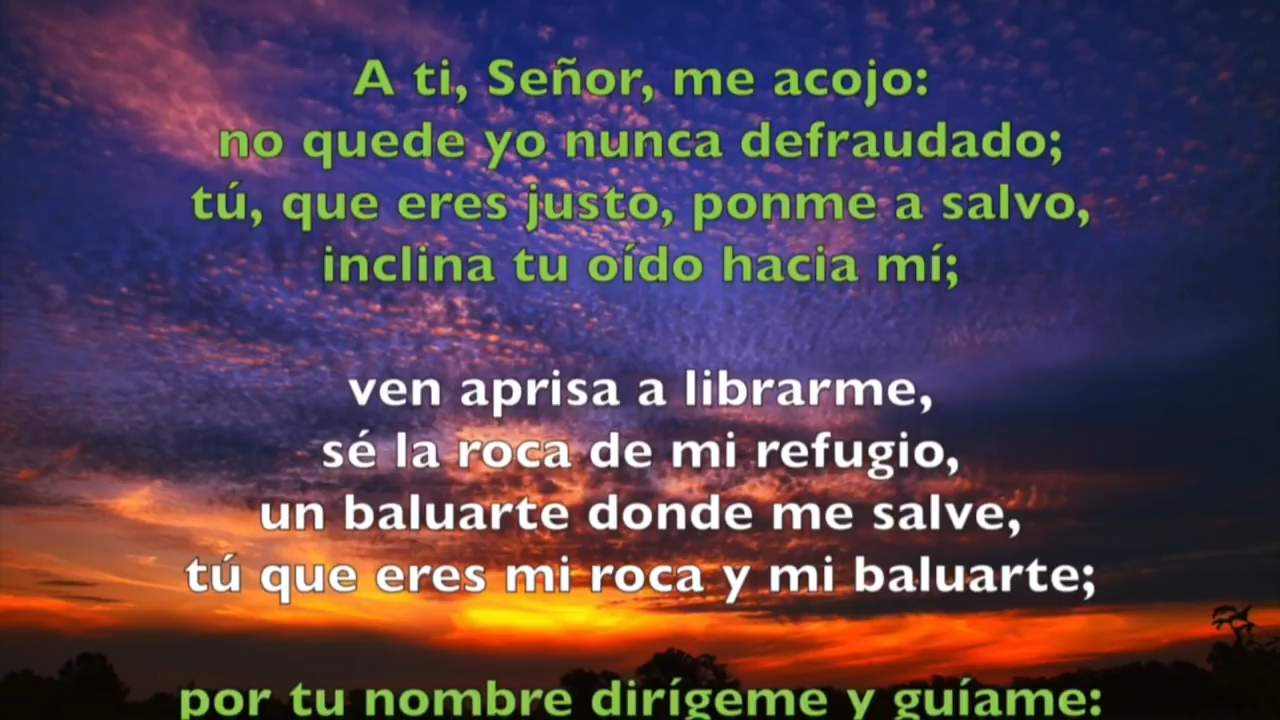 A ti, Señor, me acojo:
no quede yo nunca defraudado;
tú, que eres justo, ponme a salvo,
inclina tu oído hacia mí;
ven aprisa a librarme,
sé la roca de mi refugio,
un baluarte donde me salve,
tú que eres mi roca y mi baluarte;
por tu nombre dirígeme y guíame: